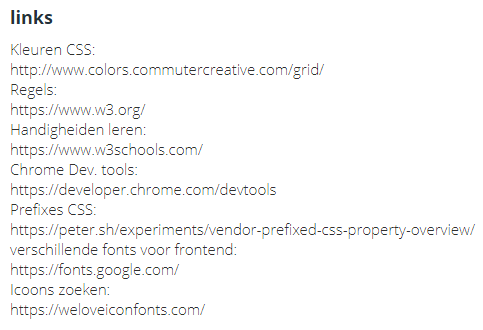 links
Kleuren CSS:
http://www.colors.commutercreative.com/grid/
Regels:
https://www.w3.org/
Handigheiden leren:
https://www.w3schools.com/
Chrome Dev. tools:
https://developer.chrome.com/devtools
Prefixes CSS:
https://peter.sh/experiments/vendor-prefixed-css-property-overview/
verschillende fonts voor frontend:
https://fonts.google.com/
Icoons zoeken:
https://weloveiconfonts.com/